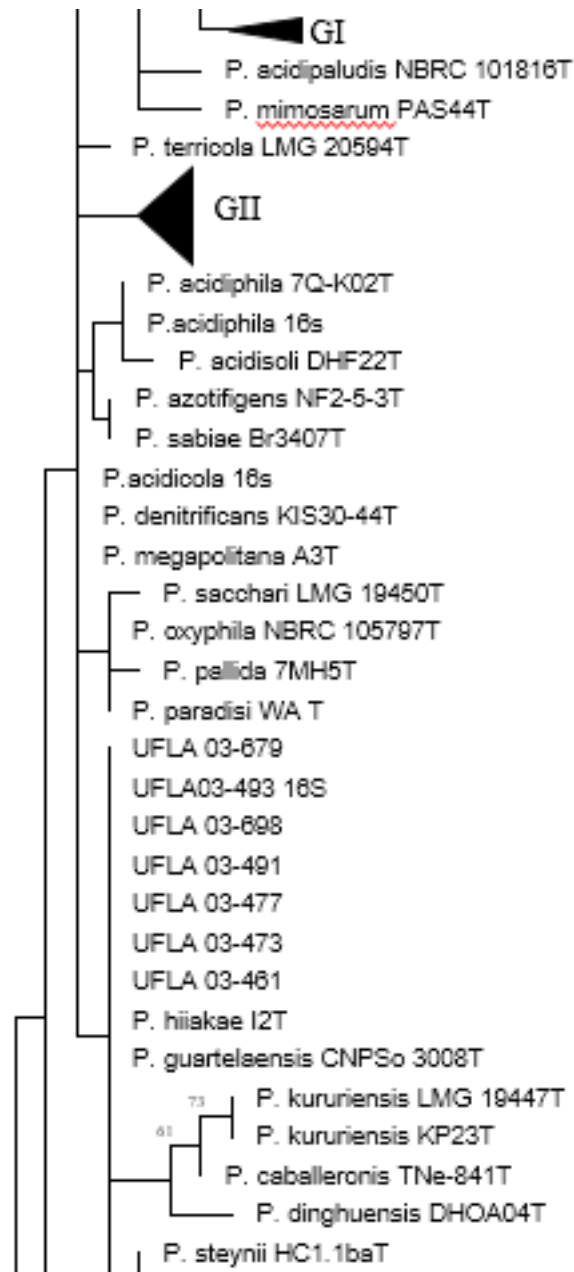 GI
P. acidipaludis NBRC 101816T
P. mimosarum PAS44T
P. terricola LMG 20594T
GII
P. acidiphila 7Q-K02T
P.acidiphila 16s
P. acidisoli DHF22T
P. azotifigens NF2-5-3T
P. sabiae Br3407T
P.acidicola 16s
P. denitrificans KIS30-44T
P. megapolitana A3T
P. sacchari LMG 19450T
P. oxyphila NBRC 105797T
P. pallida 7MH5T
P. paradisi WA T
UFLA 03-679
UFLA03-493 16S
UFLA 03-698
UFLA 03-491
UFLA 03-477
UFLA 03-473
UFLA 03-461
P. hiiakae I2T
P. guartelaensis CNPSo 3008T
73
P. kururiensis LMG 19447T
P. kururiensis KP23T
61
P. caballeronis TNe-841T
P. dinghuensis DHOA04T
P. steynii HC1.1baT